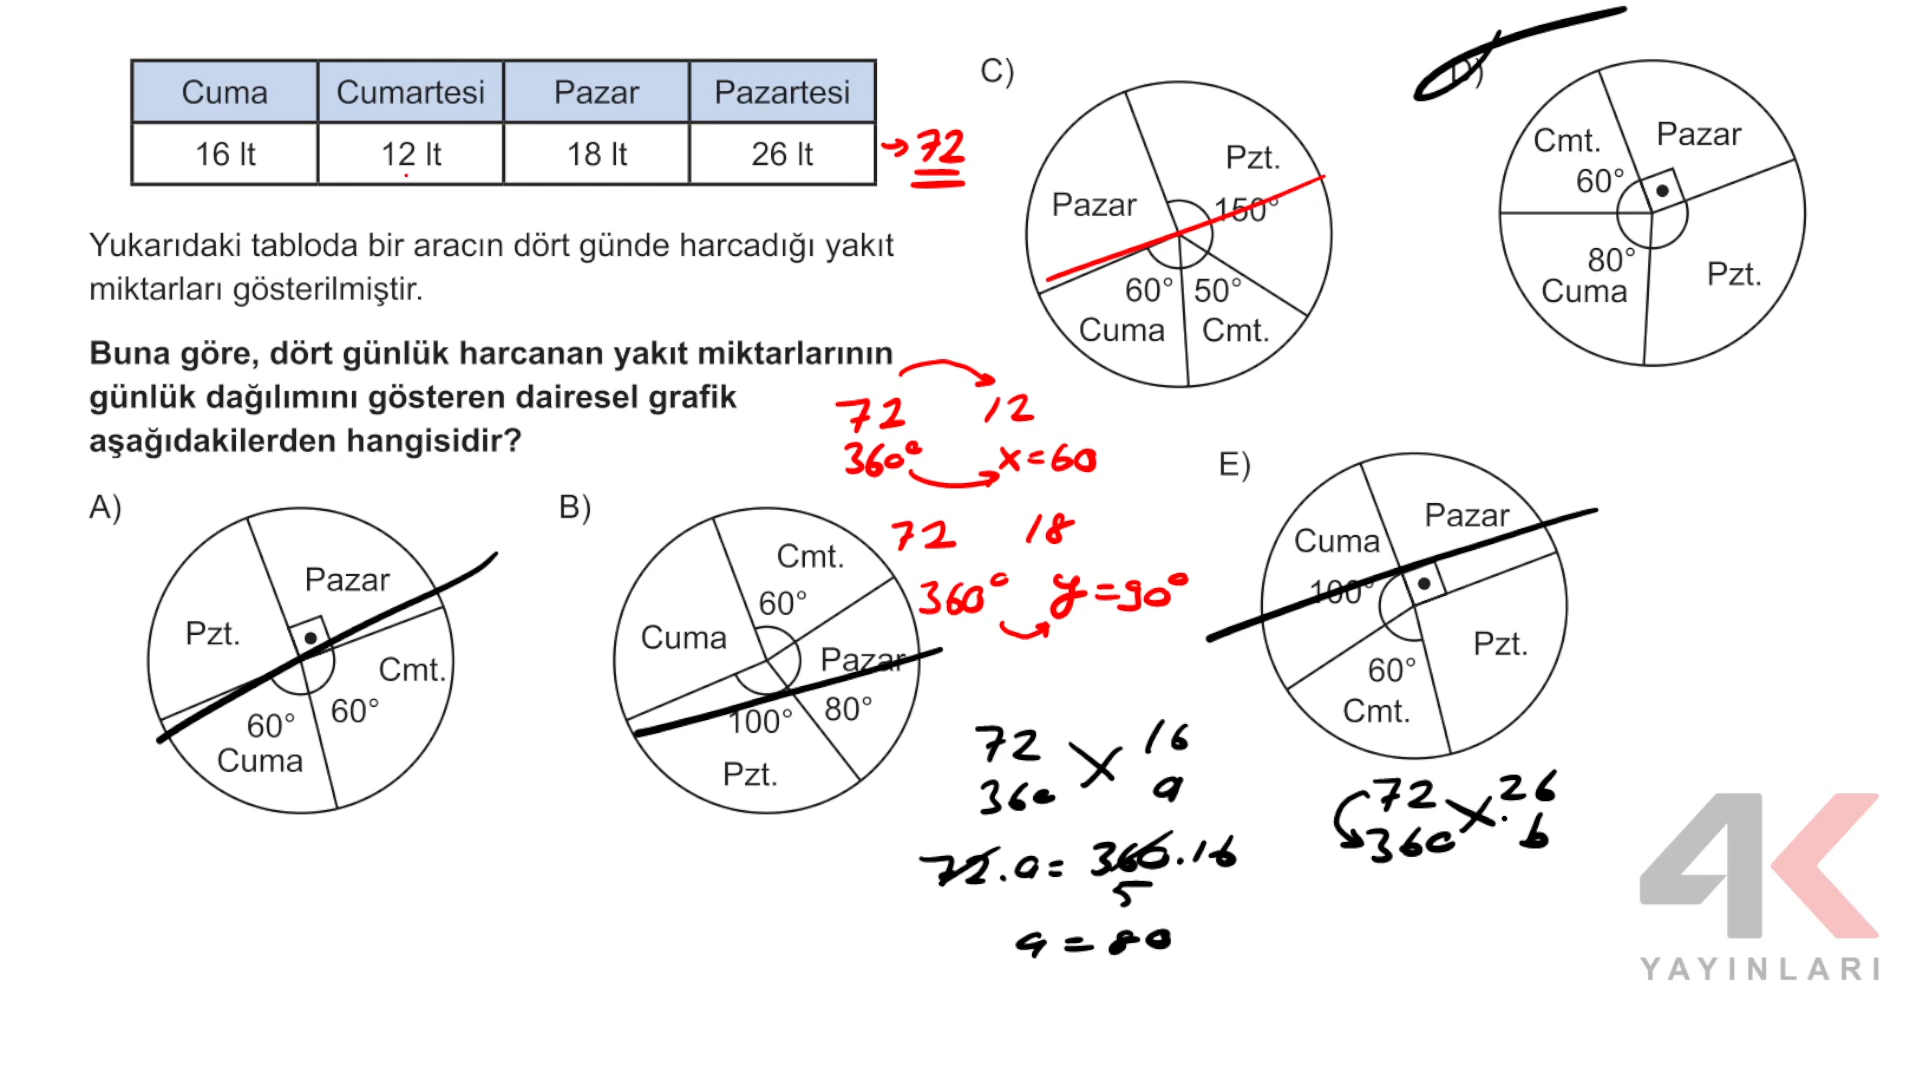 Cuma Cumartesi Pazar Pazartesi
16 lt 12 lt 18 lt 26 lt → 72
Yukarıdaki tabloda bir aracın dört günde harcadığı yakıt
miktarları gösterilmiştir.
Buna göre, dört günlük harcanan yakıt miktarlarının
günlük dağılımını gösteren dairesel grafik
aşağıdakilerden hangisidir?
A)
Pazar
Pzt.
Cmt.
60° 60°
Cuma
B)
Cmt.
60°
Cuma
Pazar
100° 80°
Pzt.
C)
Pzt.
Pazar
150°
60° 50°
Cuma Cmt.
D)
Cmt. Pazar
60°
80°
Cuma
Pzt.
E)
Pazar
Cuma
100°
Pzt.
60°
Cmt.
72 12
360° x=60
72 18
360° y=90°
72 16
360 a
72.a=360.16
5
a=80
72 26
360 b
4K
YAYINLARI